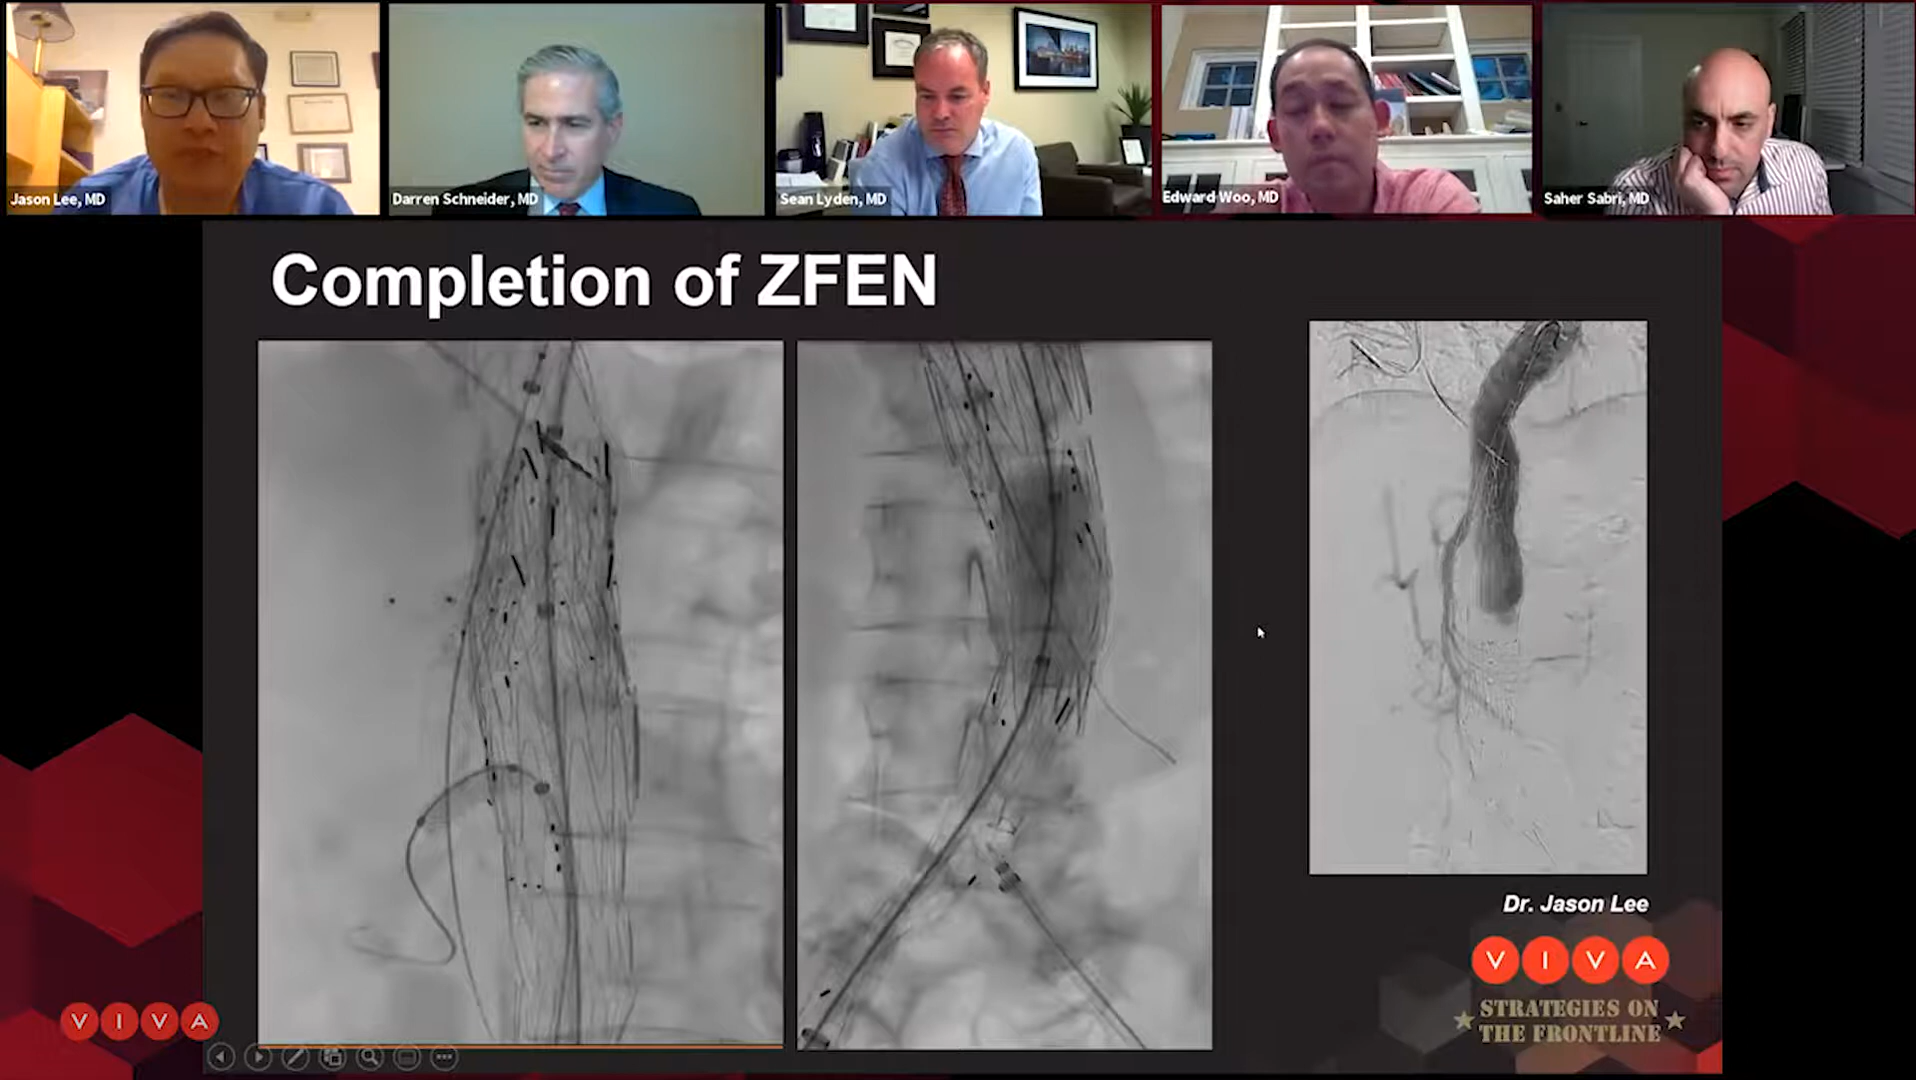 Jason Lee, MD
Darren Schneider, MD
Sean Lyden, MD
Edward Woo, MD
Saher Sabri, MD
Completion of ZFEN
Dr. Jason Lee
VIVA
STRATEGIES ON
THE FRONTLINE
VIVA